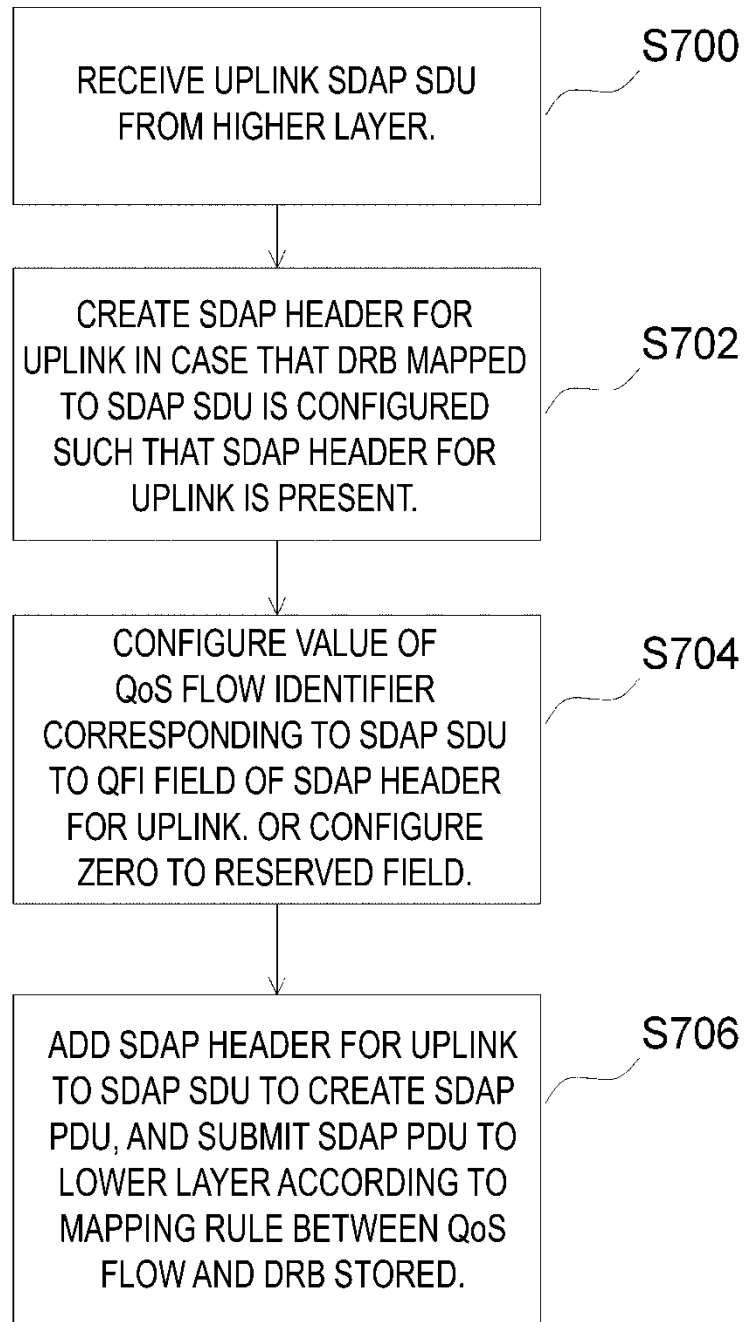 RECEIVE UPLINK SDAP SDU
FROM HIGHER LAYER.
S700
CREATE SDAP HEADER FOR
UPLINK IN CASE THAT DRB MAPPED
TO SDAP SDU IS CONFIGURED
SUCH THAT SDAP HEADER FOR
UPLINK IS PRESENT.
S702
CONFIGURE VALUE OF
QoS FLOW IDENTIFIER
CORRESPONDING TO SDAP SDU
TO QFI FIELD OF SDAP HEADER
FOR UPLINK. OR CONFIGURE
ZERO TO RESERVED FIELD.
S704
ADD SDAP HEADER FOR UPLINK
TO SDAP SDU TO CREATE SDAP
PDU, AND SUBMIT SDAP PDU TO
LOWER LAYER ACCORDING TO
MAPPING RULE BETWEEN QoS
FLOW AND DRB STORED.
S706